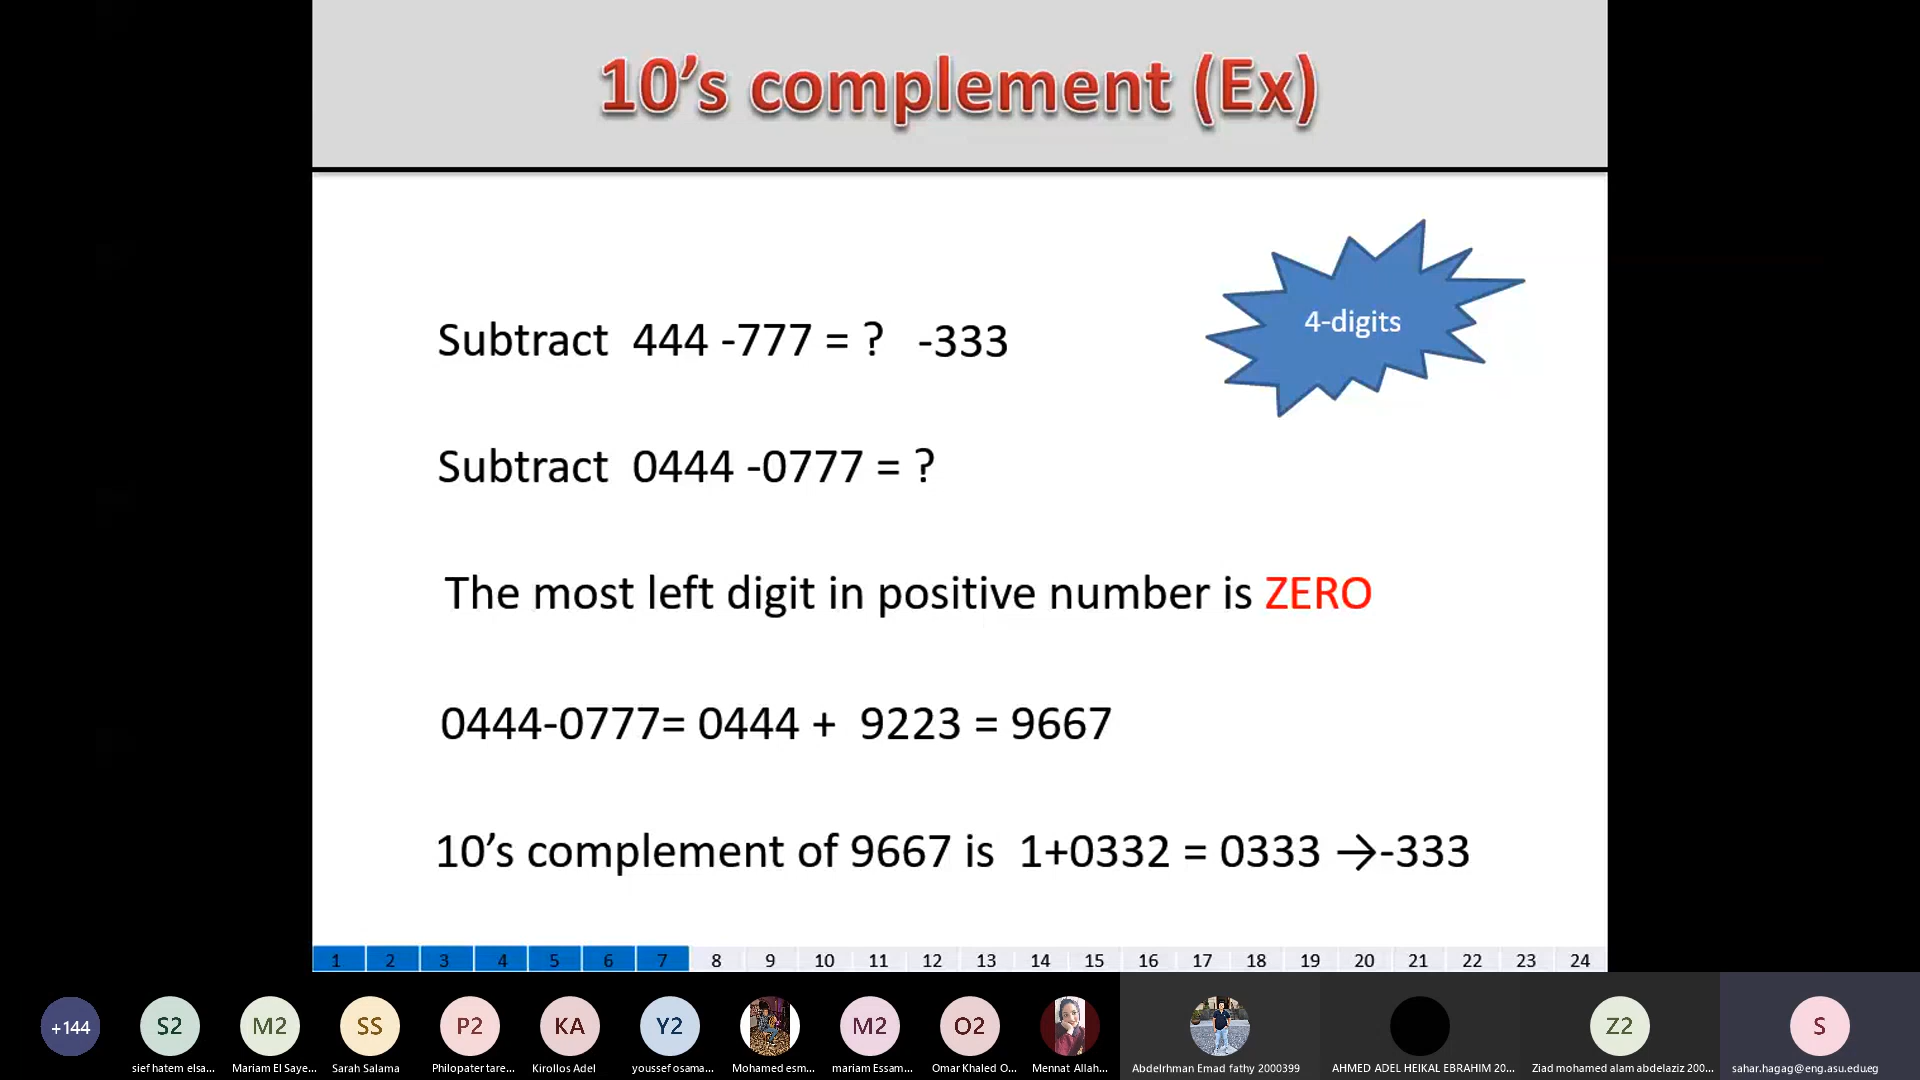 10’s complement (Ex)
4-digits
Subtract 444 -777 = ? -333
Subtract 0444 -0777 = ?
The most left digit in positive number is ZERO
0444-0777= 0444 + 9223 = 9667
10’s complement of 9667 is 1+0332 = 0333 →-333
1 2 3 4 5 6 7 8 9 10 11 12 13 14 15 16 17 18 19 20 21 22 23 24
+144 S2 M2 SS P2 KA Y2 M2 O2 Z2 S
sief hatem elsa... Mariam El Saye... Sarah Salama Philopater tare... Kirollos Adel youssef osama... Mohamed esm... mariam Essam... Omar Khaled O... Mennat Allah... Abdelrhman Emad fathy 2000399 AHMED ADEL HEIKAL EBRAHIM 20... Ziad mohamed alam abdelaziz 200... sahar.hagag@eng.asu.edu.eg